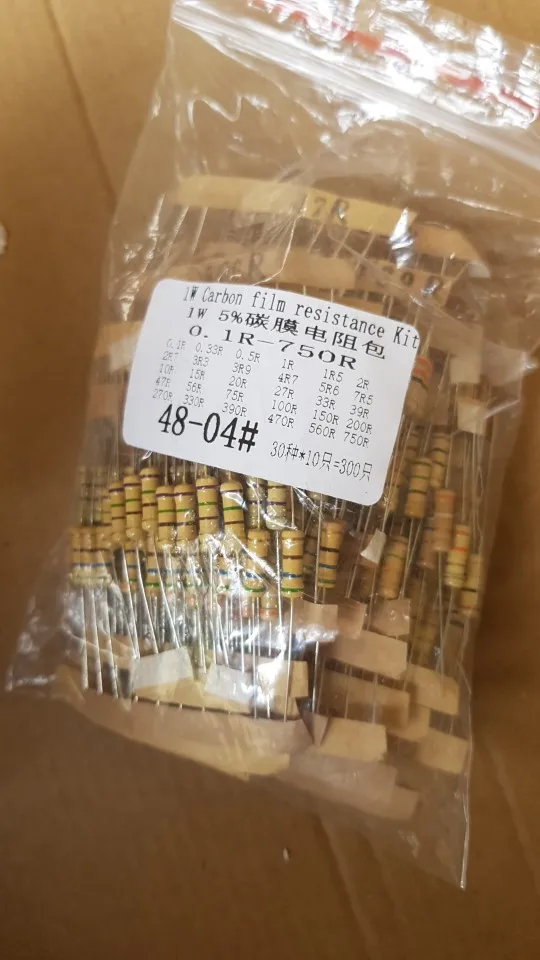 1W Carbon film resistance Kit
1W 5%碳膜电阻包
0.1R-750R
0.1R 0.33R 0.5R 1R 1R5 2R
2R7 3R3 3R9 4R7 5R6 7R5
10R 15R 20R 27R 33R 39R
47R 56R 75R 100R 150R 200R
270R 330R 390R 470R 560R 750R
48-04#
30种*10只=300只